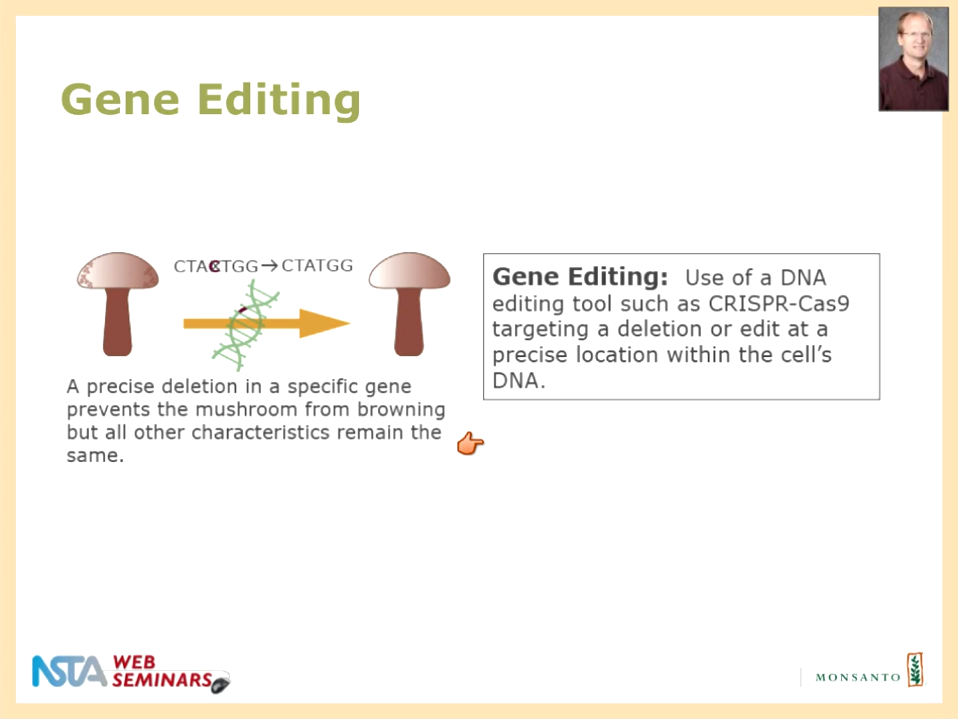 Gene Editing
CTACTGG→CTATGG
A precise deletion in a specific gene
prevents the mushroom from browning
but all other characteristics remain the
same.
Gene Editing: Use of a DNA
editing tool such as CRISPR-Cas9
targeting a deletion or edit at a
precise location within the cell’s
DNA.
NSTA WEB
SEMINARS
MONSANTO